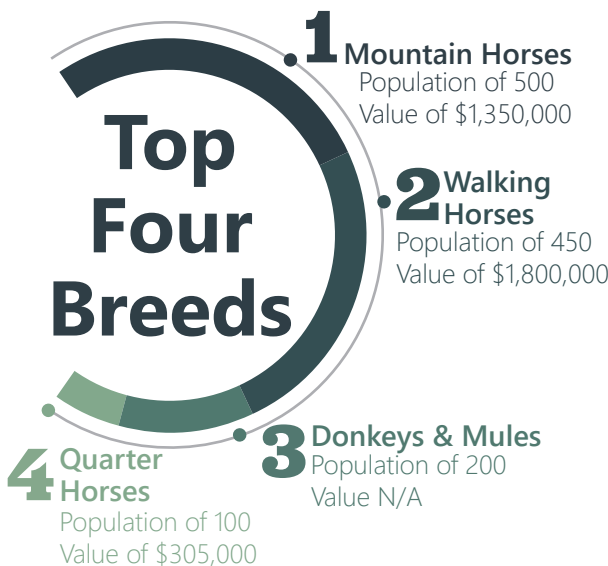 Top
Four
Breeds
1 Mountain Horses
Population of 500
Value of $1,350,000
2 Walking
Horses
Population of 450
Value of $1,800,000
3 Donkeys & Mules
Population of 200
Value N/A
4 Quarter
Horses
Population of 100
Value of $305,000